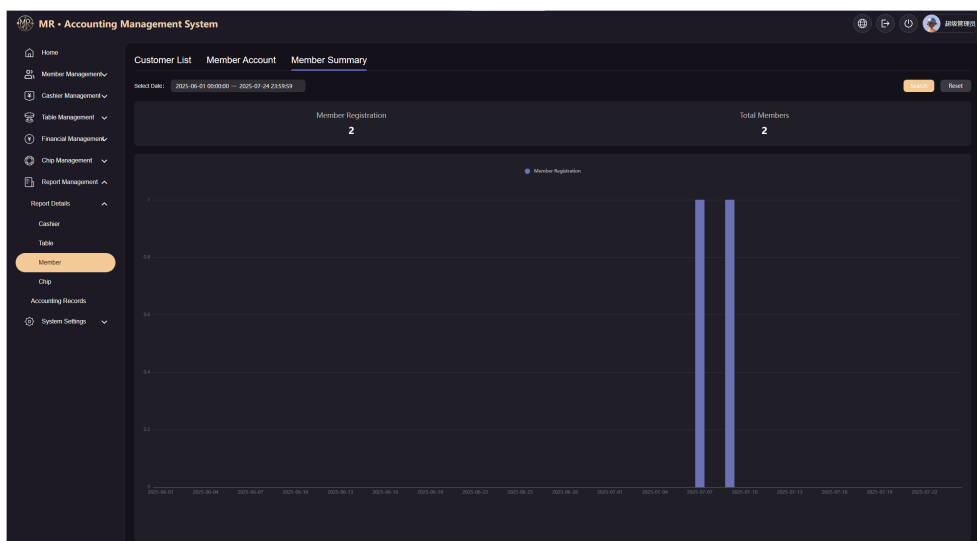 MR • Accounting Management System
超级管理员
Home
Member Management
Cashier Management
Table Management
Financial Management
Chip Management
Report Management
Report Details
Cashier
Table
Member
Chip
Accounting Records
System Settings
Customer List Member Account Member Summary
Select Date: 2025-06-01 00:00:00 — 2025-07-24 23:59:59 Search Reset
Member Registration Total Members
2 2
Member Registration
1
0.8
0.6
0.4
0.2
0
2025-06-01 2025-06-04 2025-06-07 2025-06-10 2025-06-13 2025-06-16 2025-06-19 2025-06-22 2025-06-25 2025-06-28 2025-07-01 2025-07-04 2025-07-07 2025-07-10 2025-07-13 2025-07-16 2025-07-19 2025-07-22